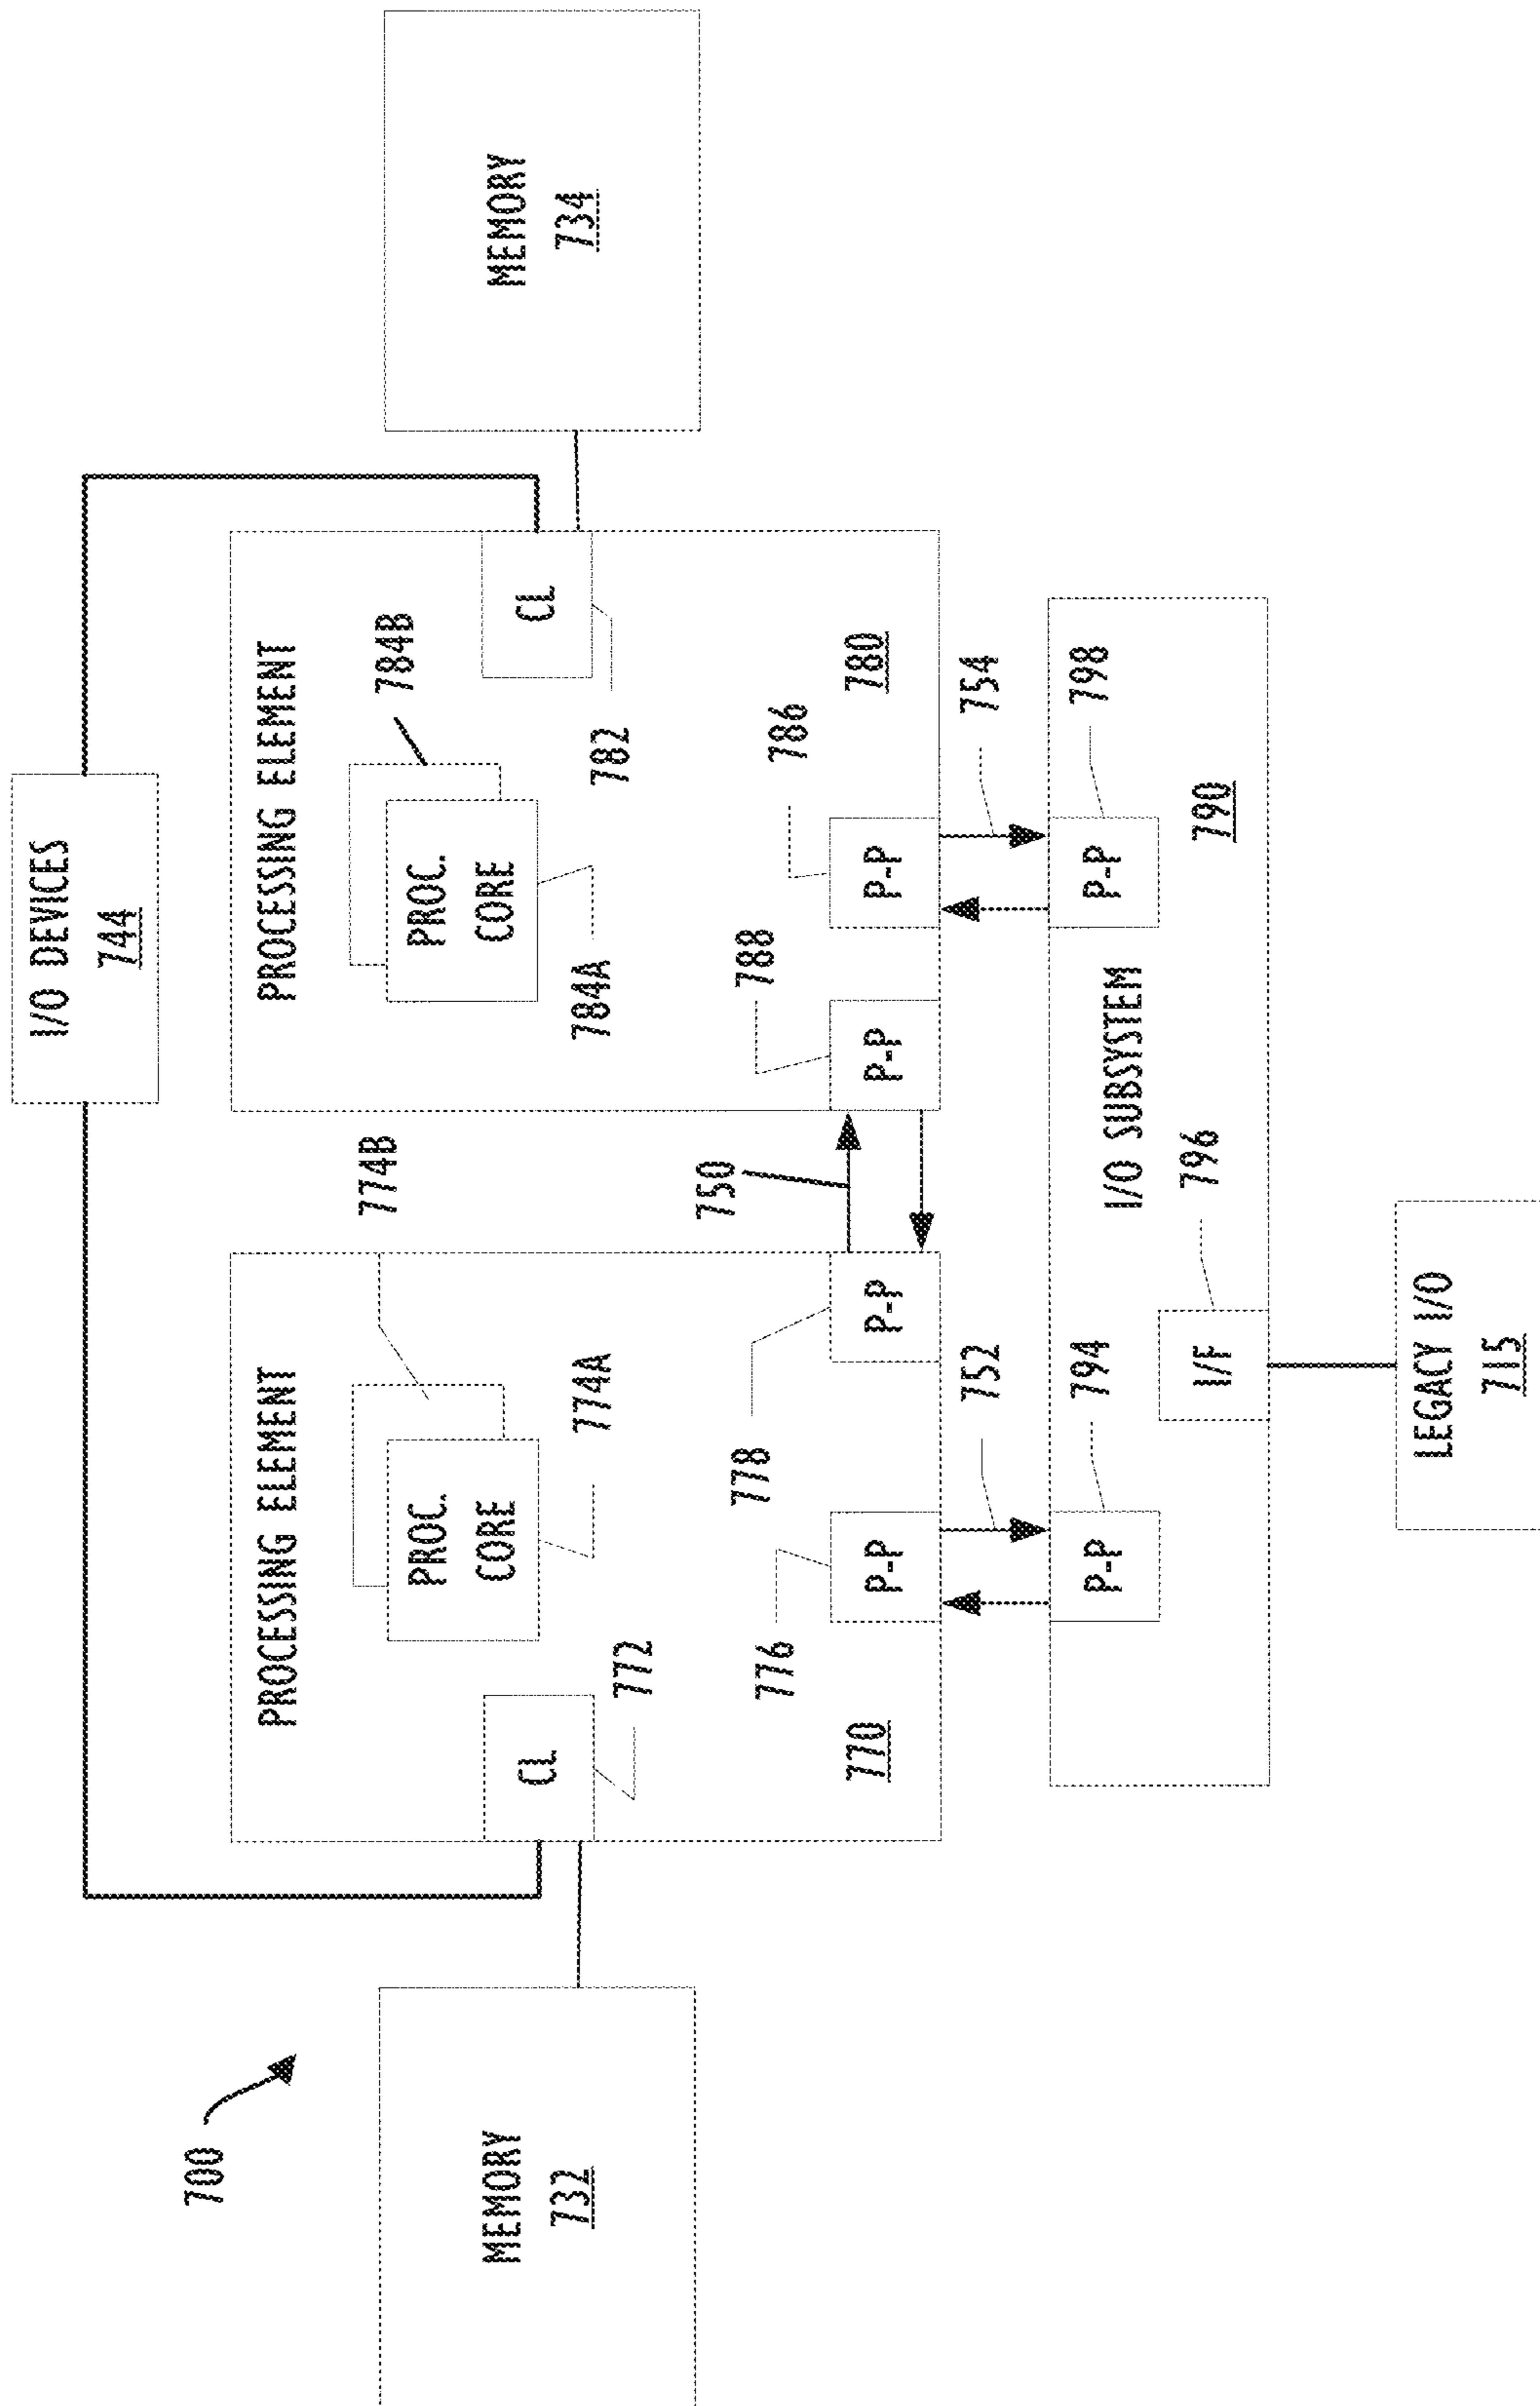 700
I/O DEVICES
744
MEMORY
732
PROCESSING ELEMENT
774B
PROC.
CORE
774A
CL
772
776
P-P
778
P-P
770
750
PROCESSING ELEMENT
784B
PROC.
CORE
784A
CL
782
788
P-P
786
P-P
780
MEMORY
734
752
754
794
P-P
I/O SUBSYSTEM
798
P-P
790
796
I/F
LEGACY I/O
715